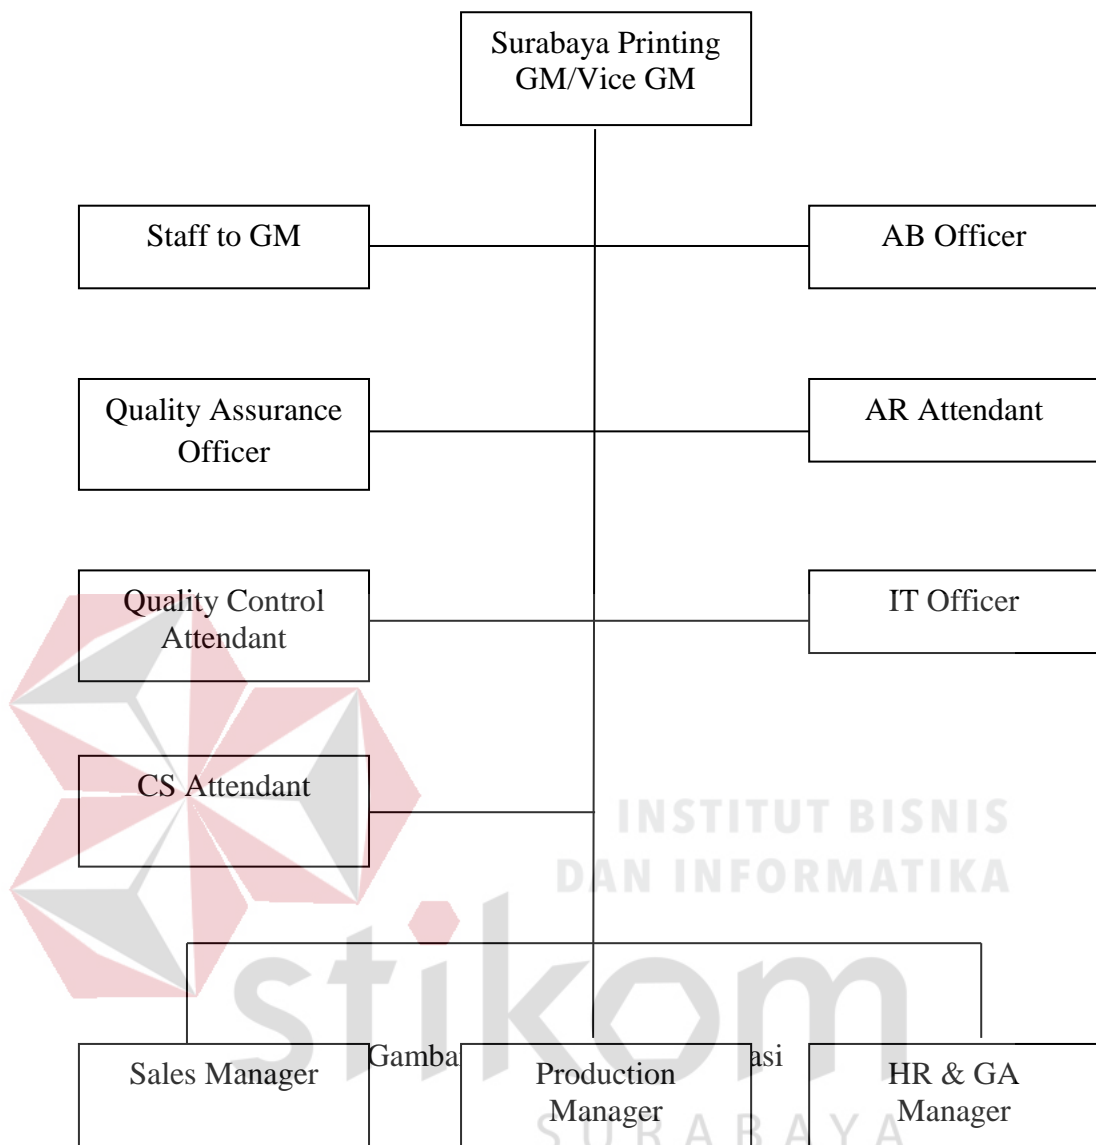 Surabaya Printing
GM/Vice GM
Staff to GM
AB Officer
Quality Assurance
Officer
AR Attendant
Quality Control
Attendant
IT Officer
CS Attendant
INSTITUT BISNIS
DAN INFORMATIKA
stikom
SURABAYA
Sales Manager
Production
Manager
HR & GA
Manager